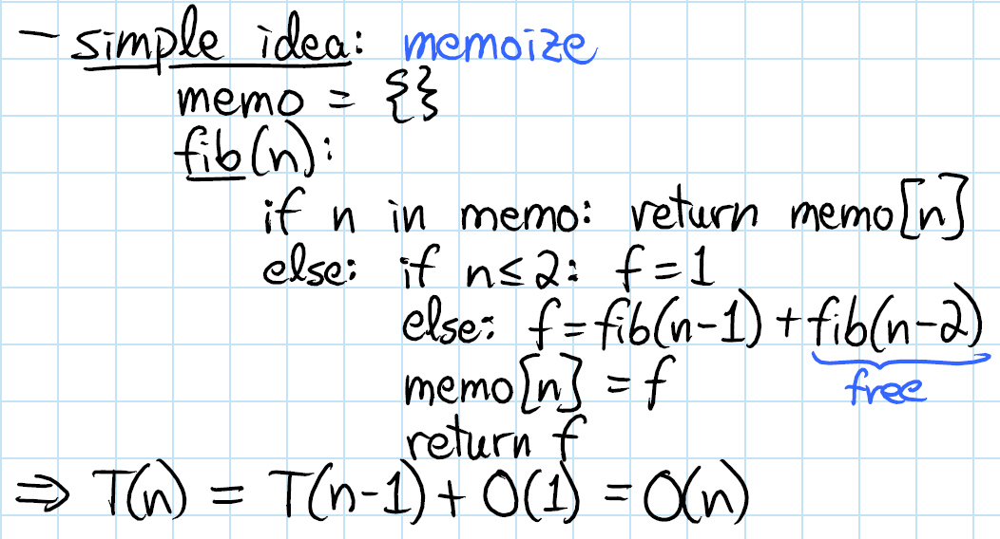 – simple idea: memoize
memo = {}
fib(n):
if n in memo: return memo[n]
else: if n≤2: f=1
else: f=fib(n-1)+fib(n-2)
free
memo[n] =f
return f
⇒ T(n) = T(n-1)+O(1) =O(n)